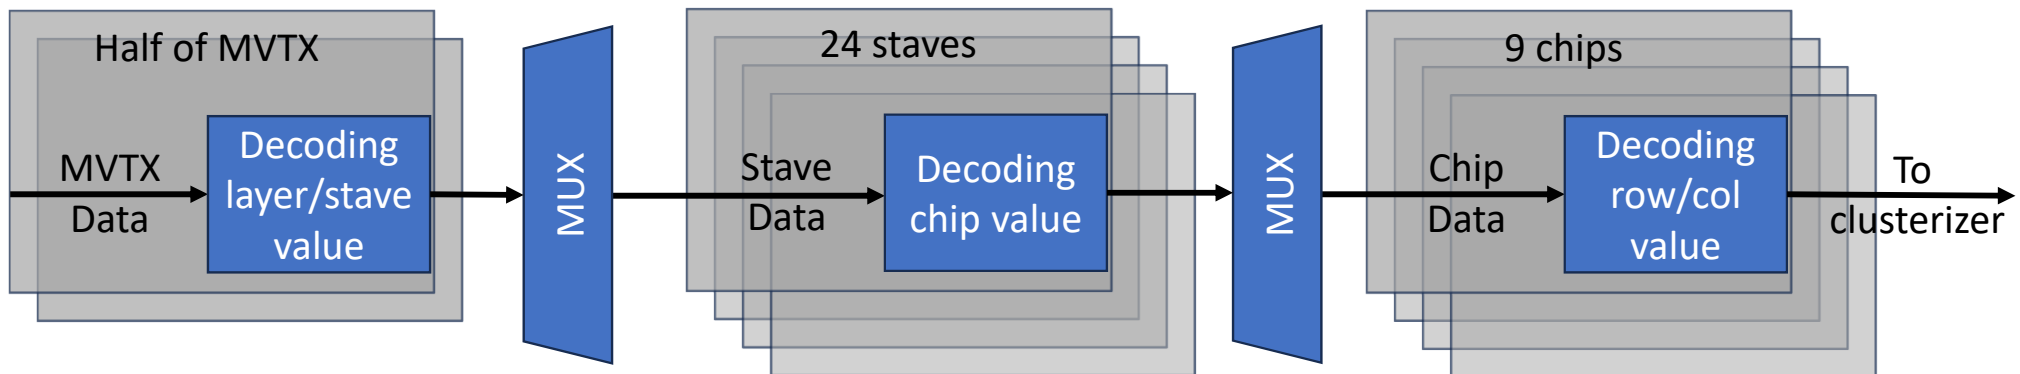 Half of MVTX
MVTX
Data
Decoding
layer/stave
value
MUX
24 staves
Stave
Data
Decoding
chip value
MUX
9 chips
Chip
Data
Decoding
row/col
value
To
clusterizer